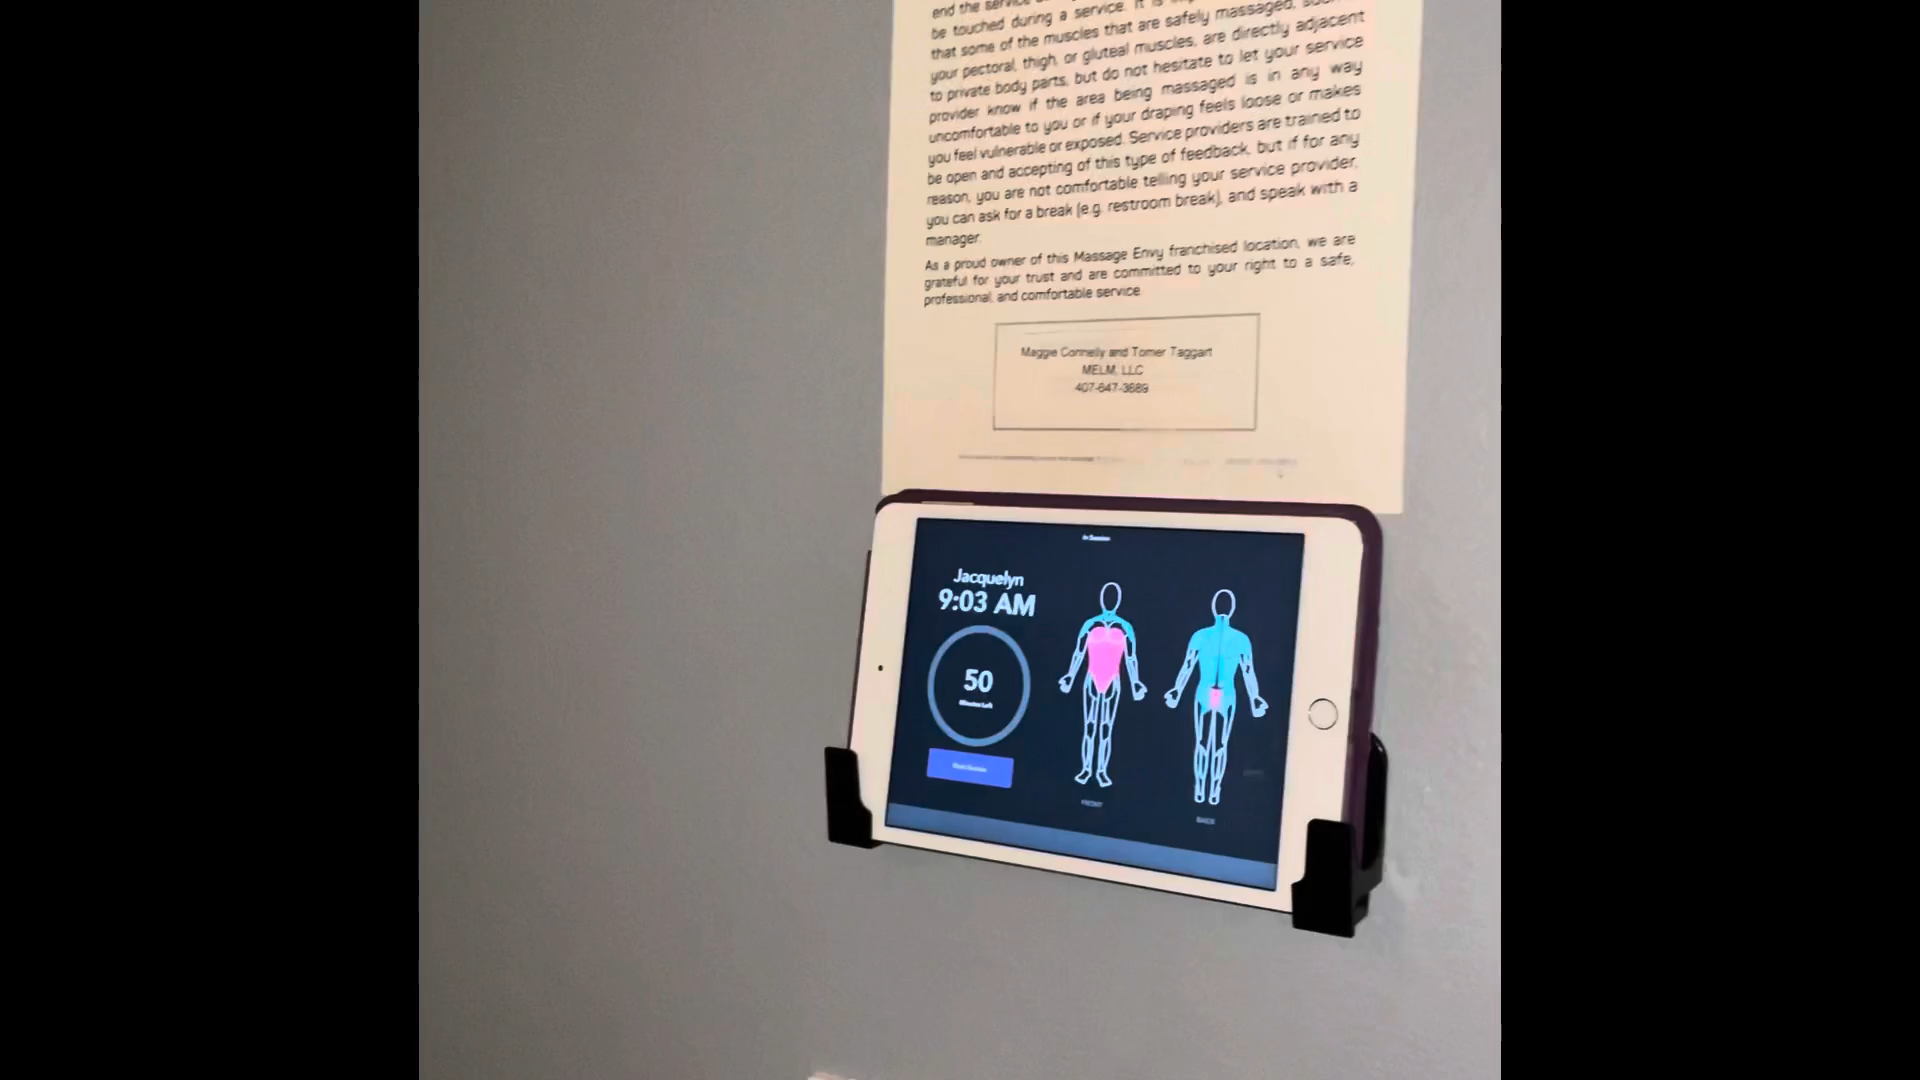 end the service
be touched during a service. It is
that some of the muscles that are safely massaged,
your pectoral, thigh, or gluteal muscles, are directly adjacent
to private body parts, but do not hesitate to let your service
provider know if the area being massaged is in any way
uncomfortable to you or if your draping feels loose or makes
you feel vulnerable or exposed. Service providers are trained to
be open and accepting of this type of feedback, but if for any
reason, you are not comfortable telling your service provider,
you can ask for a break (e.g. restroom break), and speak with a
manager.
As a proud owner of this Massage Envy franchised location, we are
grateful for your trust and are committed to your right to a safe,
professional, and comfortable service.
Maggie Connelly and Tomer Taggart
MELM, LLC
407-647-3689
In Session
Jacquelyn
9:03 AM
50
Minutes Left
FRONT
BACK